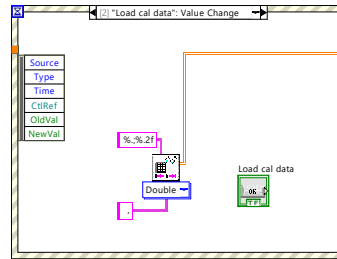 [2] "Load cal data": Value Change
Source
Type
Time
CtlRef
OldVal
NewVal
%.;%.2f
Load cal data
OK
Double
TF
,